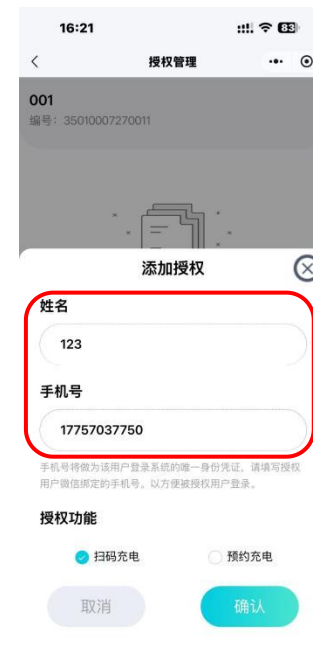 16:21
83
授权管理
001
编号：35010007270011
添加授权
姓名
123
手机号
17757037750
手机号将做为该用户登录系统的唯一身份凭证，请填写授权
用户微信绑定的手机号。以方便被授权用户登录。
授权功能
扫码充电 预约充电
取消 确认